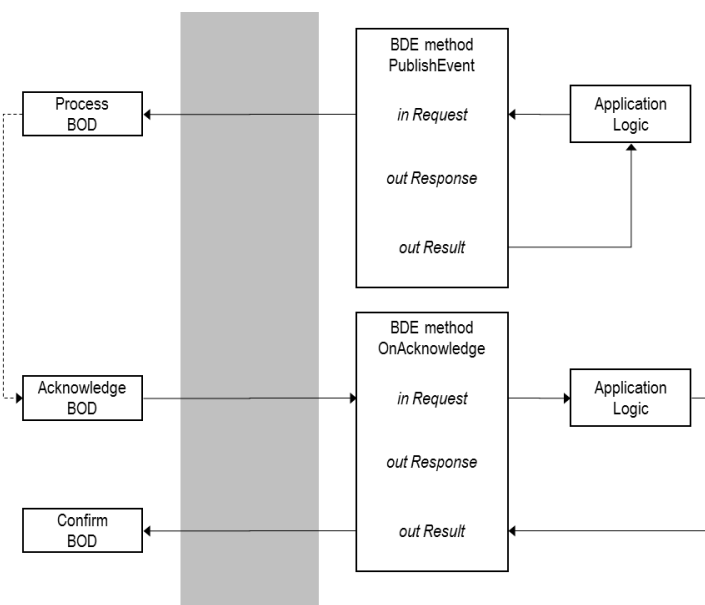 BDE method
PublishEvent
Process
BOD
in Request
Application
Logic
out Response
out Result
BDE method
OnAcknowledge
Acknowledge
BOD
in Request
Application
Logic
out Response
Confirm
BOD
out Result